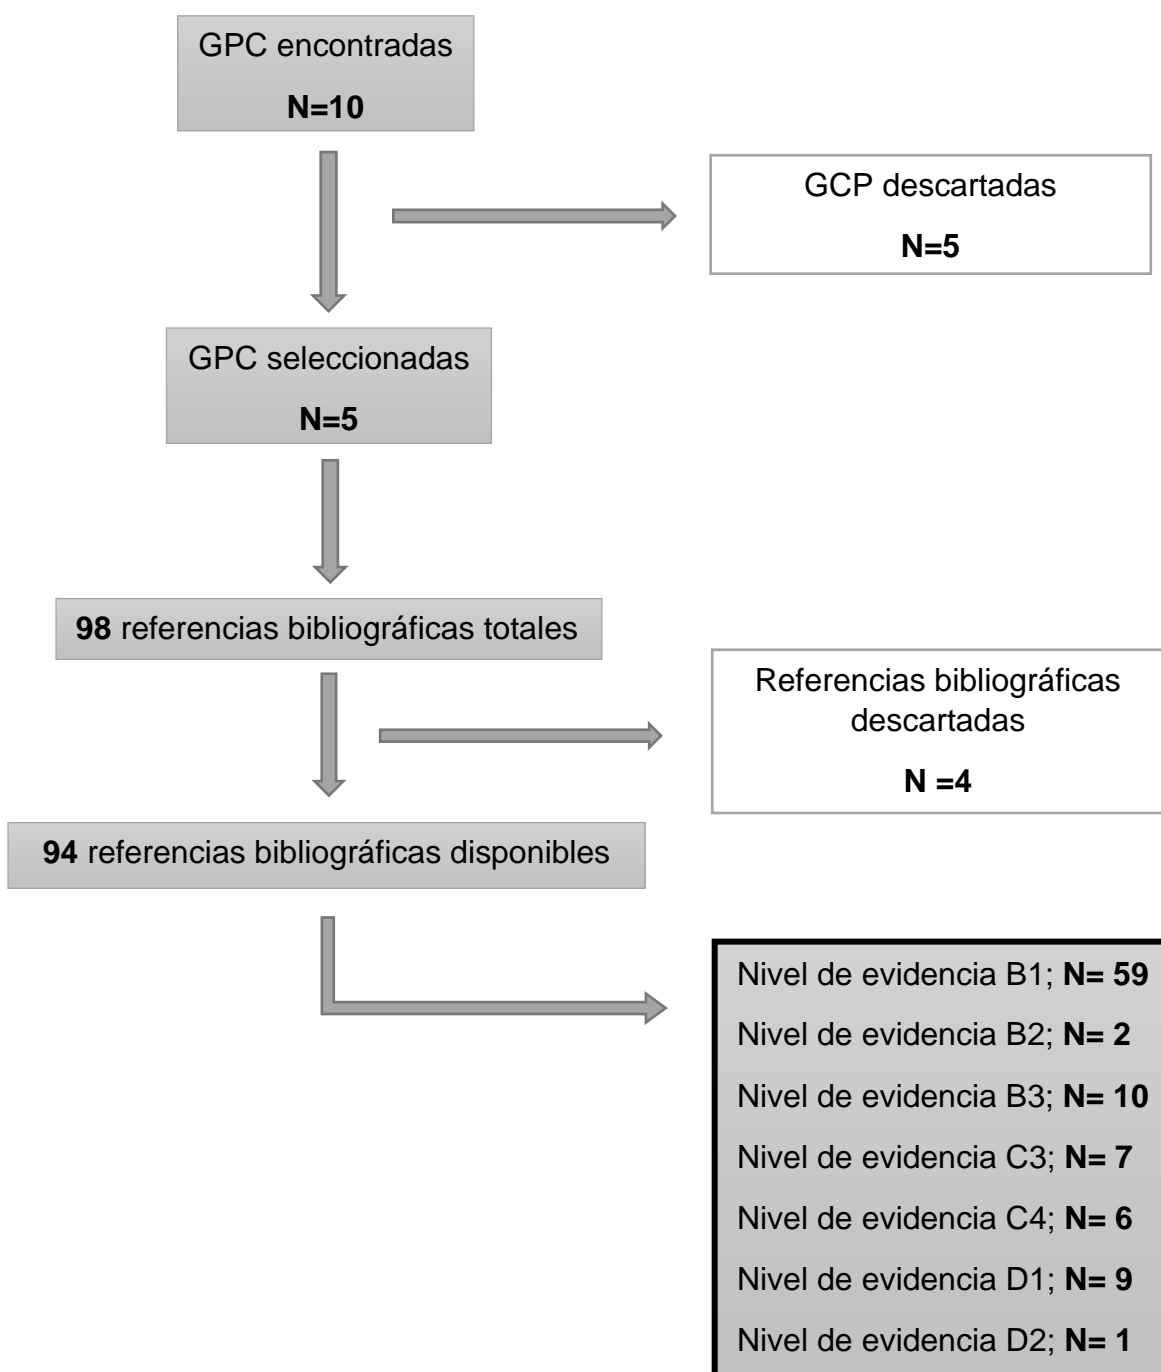 GPC encontradas
N=10
GCP descartadas
N=5
GPC seleccionadas
N=5
98 referencias bibliográficas totales
Referencias bibliográficas
descartadas
N =4
94 referencias bibliográficas disponibles
Nivel de evidencia B1; N= 59
Nivel de evidencia B2; N= 2
Nivel de evidencia B3; N= 10
Nivel de evidencia C3; N= 7
Nivel de evidencia C4; N= 6
Nivel de evidencia D1; N= 9
Nivel de evidencia D2; N= 1